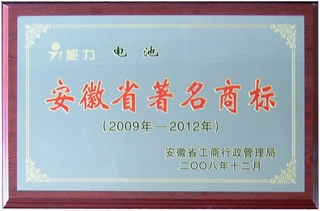 能力 电池
安徽省著名商标
(2009年—2012年)
安徽省工商行政管理局
二〇〇八年十二月